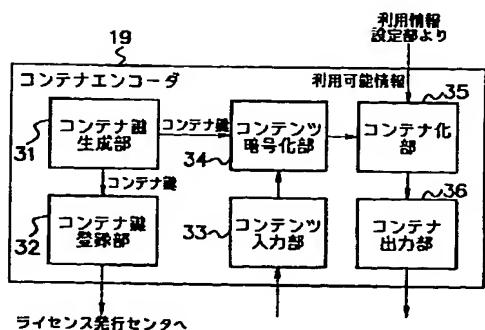 利用情報
設定部より
19
コンテナエンコーダ
利用可能情報
35
コンテナ鍵
生成部
31
コンテナ鍵
コンテンツ
暗号化部
34
コンテナ化
部
コンテナ鍵
36
コンテナ鍵
登録部
32
33
コンテンツ
入力部
コンテナ
出力部
ライセンス発行センタへ